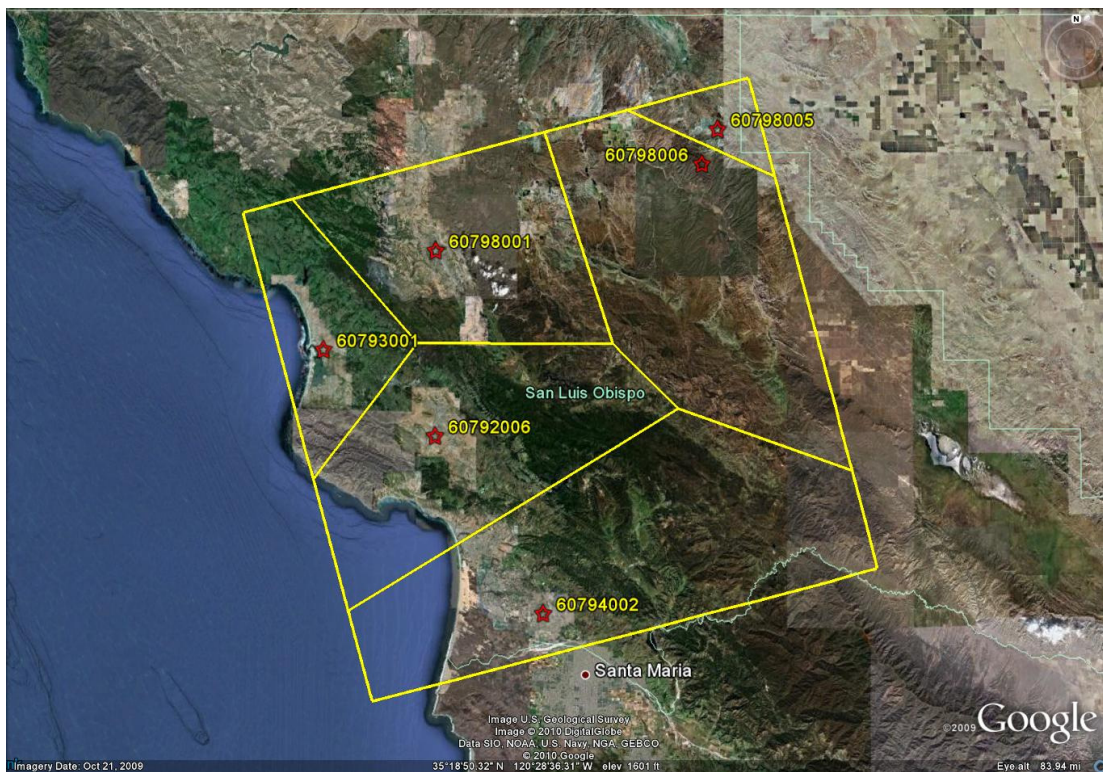 N
60798005
60798006
60798001
60793001
San Luis Obispo
60792006
60794002
Santa Maria
Image U.S. Geological Survey
Image © 2010 DigitalGlobe
Data SIO, NOAA, U.S. Navy, NGA, GEBCO
© 2010 Google
©2009 Google
Imagery Date: Oct 21, 2009 35°18'50.32" N 120°28'36.31" W elev 1601 ft Eye alt 83.94 mi